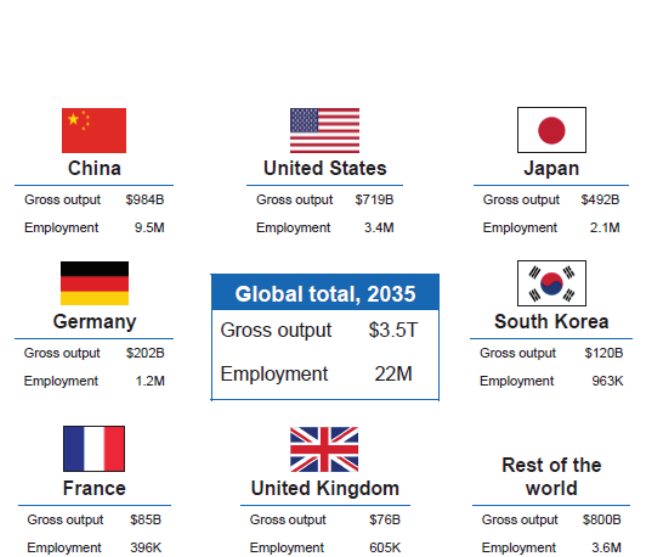 China
Gross output $984B
Employment 9.5M
United States
Gross output $719B
Employment 3.4M
Japan
Gross output $492B
Employment 2.1M
Germany
Gross output $202B
Employment 1.2M
Global total, 2035
Gross output $3.5T
Employment 22M
South Korea
Gross output $120B
Employment 963K
France
Gross output $85B
Employment 396K
United Kingdom
Gross output $76B
Employment 605K
Rest of the
world
Gross output $800B
Employment 3.6M